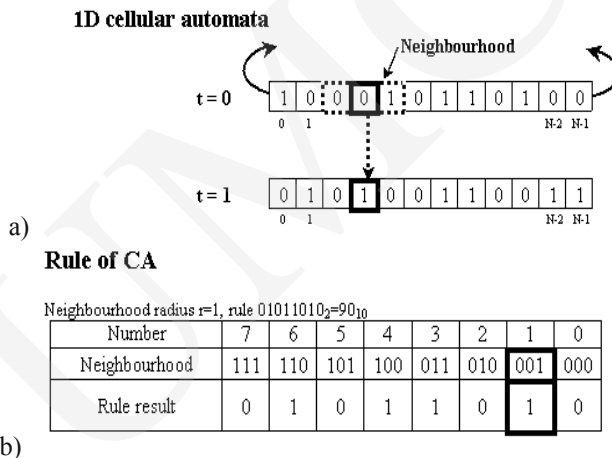 1D cellular automata
Neighbourhood
t = 0 1 0 0 0 1 0 1 1 0 1 0 0
0 1 N-2 N-1
t = 1 0 1 0 1 0 0 1 1 0 0 1 1
0 1 N-2 N-1
a)
Rule of CA
Neighbourhood radius r=1, rule 01011010₂=90₁₀
Number 7 6 5 4 3 2 1 0
Neighbourhood 111 110 101 100 011 010 001 000
Rule result 0 1 0 1 1 0 1 0
b)
UMC